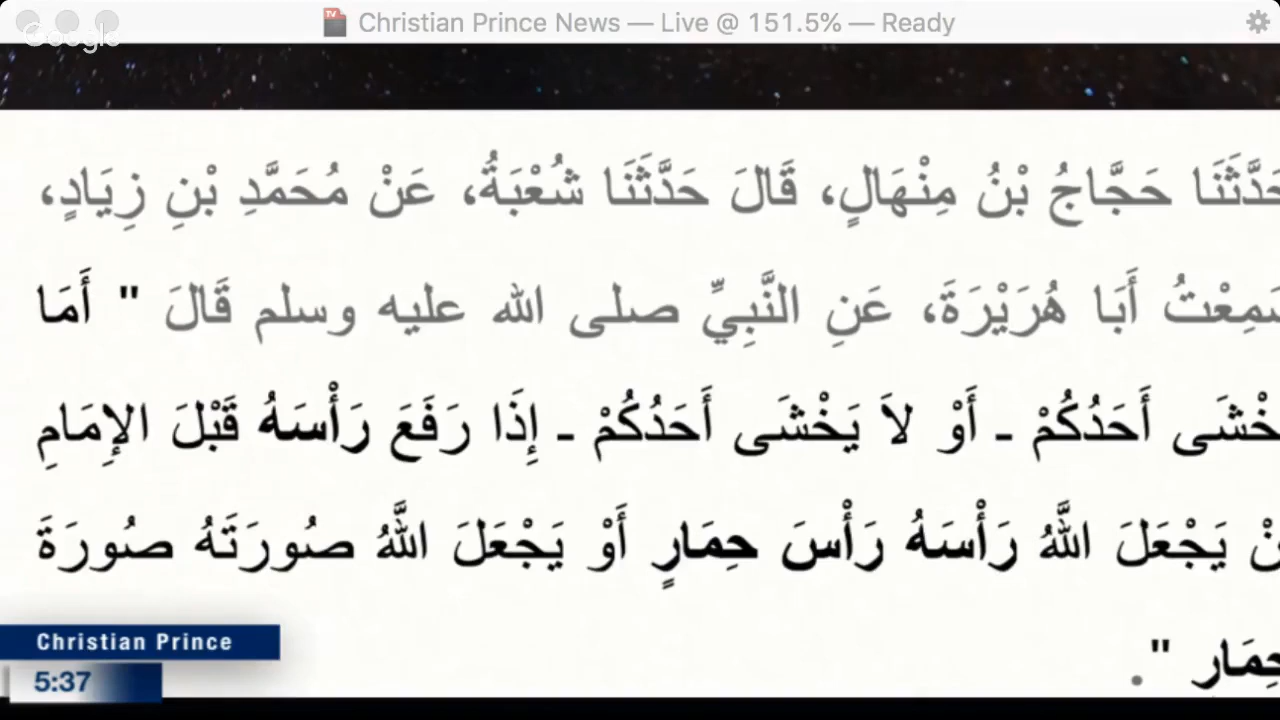 Christian Prince News — Live @ 151.5% — Ready
Google
حَدَّثَنَا حَجَّاجُ بْنُ مِنْهَالٍ، قَالَ حَدَّثَنَا شُعْبَةُ، عَنْ مُحَمَّدِ بْنِ زِيَادٍ،
سَمِعْتُ أَبَا هُرَيْرَةَ، عَنِ النَّبِيِّ صلى الله عليه وسلم قَالَ " أَمَا
خْشَى أَحَدُكُمْ ـ أَوْ لاَ يَخْشَى أَحَدُكُمْ ـ إِذَا رَفَعَ رَأْسَهُ قَبْلَ الإِمَامِ
نْ يَجْعَلَ اللَّهُ رَأْسَهُ رَأْسَ حِمَارٍ أَوْ يَجْعَلَ اللَّهُ صُورَتَهُ صُورَةَ
حِمَار " .
Christian Prince
5:37